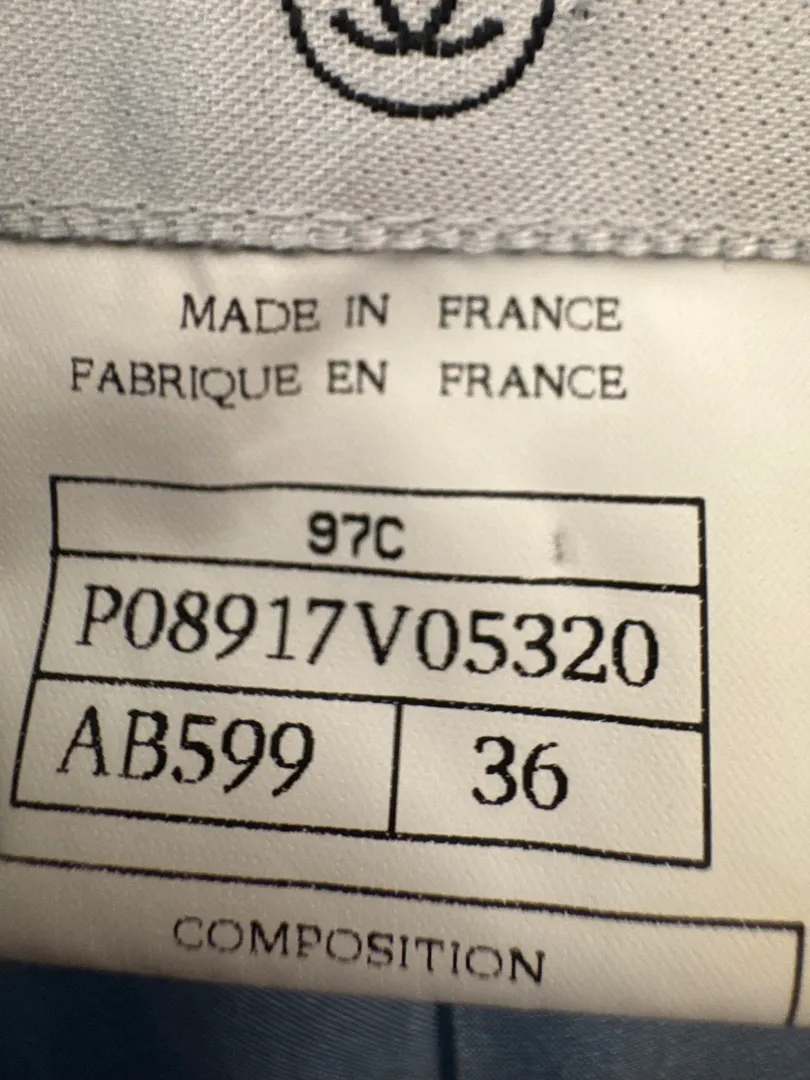 MADE IN FRANCE
FABRIQUE EN FRANCE
97C
P08917V05320
AB599 36
COMPOSITION